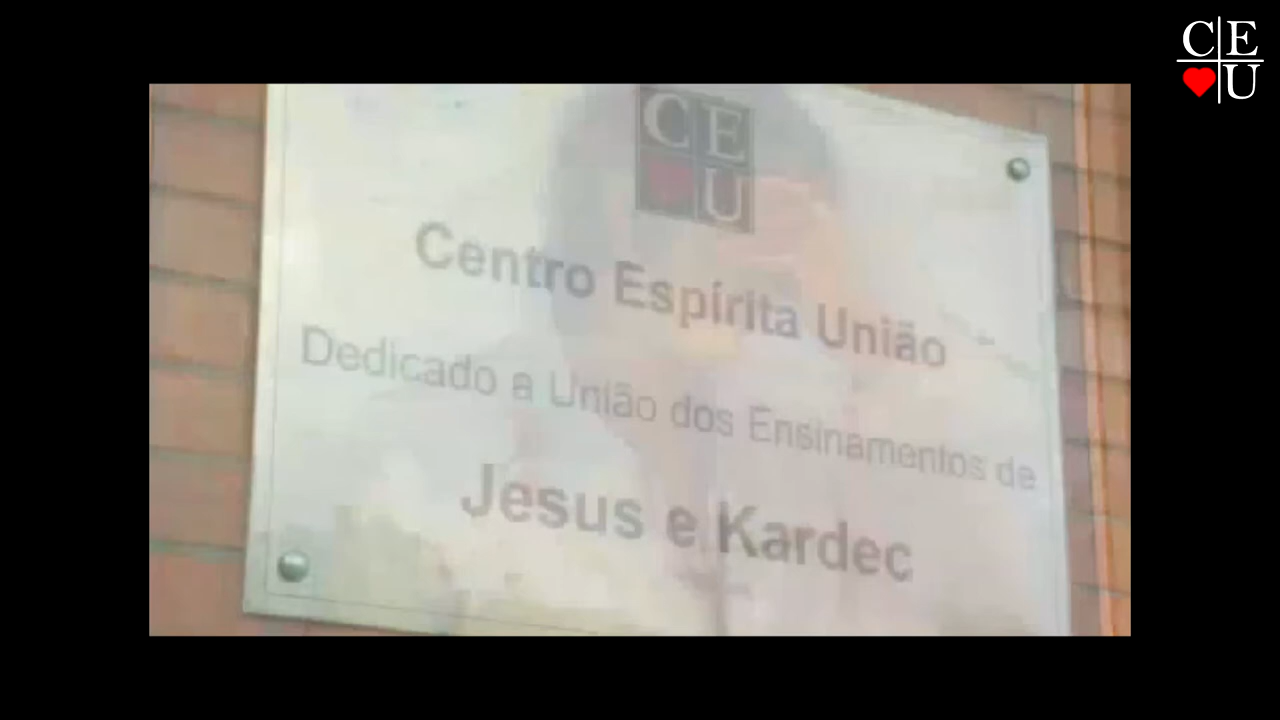 CE
U
CE
U
Centro Espírita União
Dedicado a União dos Ensinamentos de
Jesus e Kardec